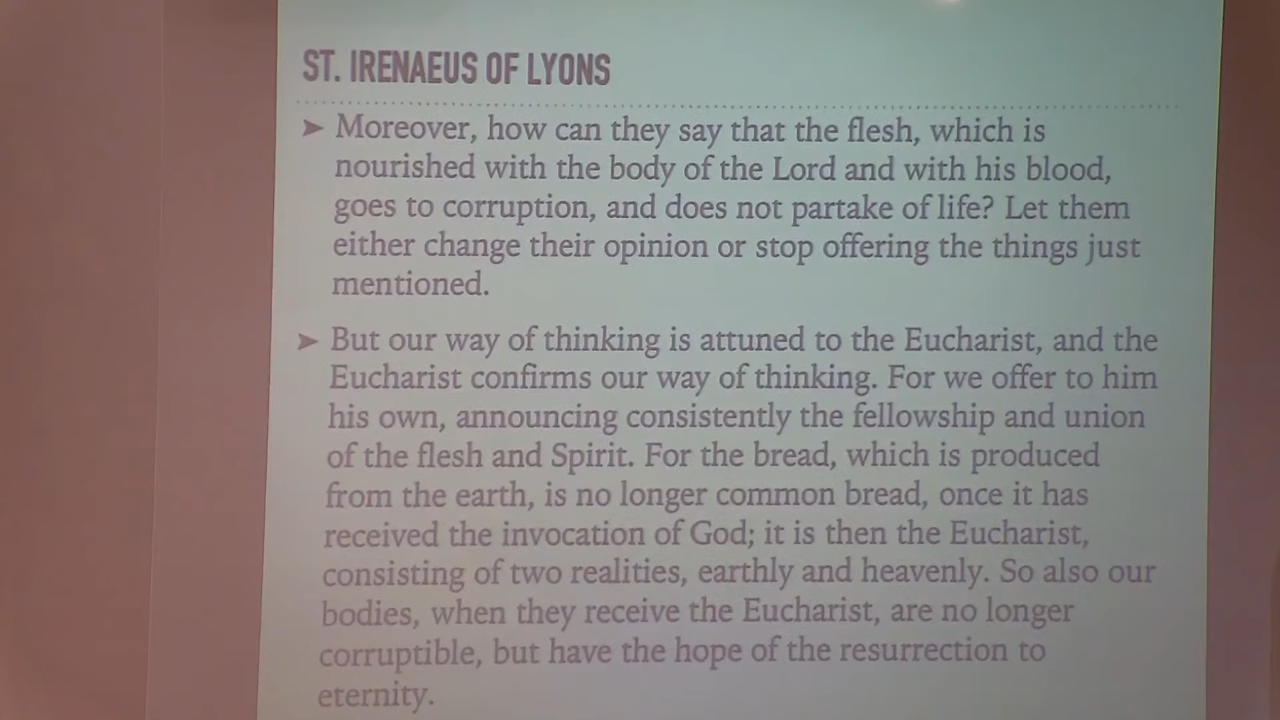 ST. IRENAEUS OF LYONS
➤ Moreover, how can they say that the flesh, which is
nourished with the body of the Lord and with his blood,
goes to corruption, and does not partake of life? Let them
either change their opinion or stop offering the things just
mentioned.
➤ But our way of thinking is attuned to the Eucharist, and the
Eucharist confirms our way of thinking. For we offer to him
his own, announcing consistently the fellowship and union
of the flesh and Spirit. For the bread, which is produced
from the earth, is no longer common bread, once it has
received the invocation of God; it is then the Eucharist,
consisting of two realities, earthly and heavenly. So also our
bodies, when they receive the Eucharist, are no longer
corruptible, but have the hope of the resurrection to
eternity.